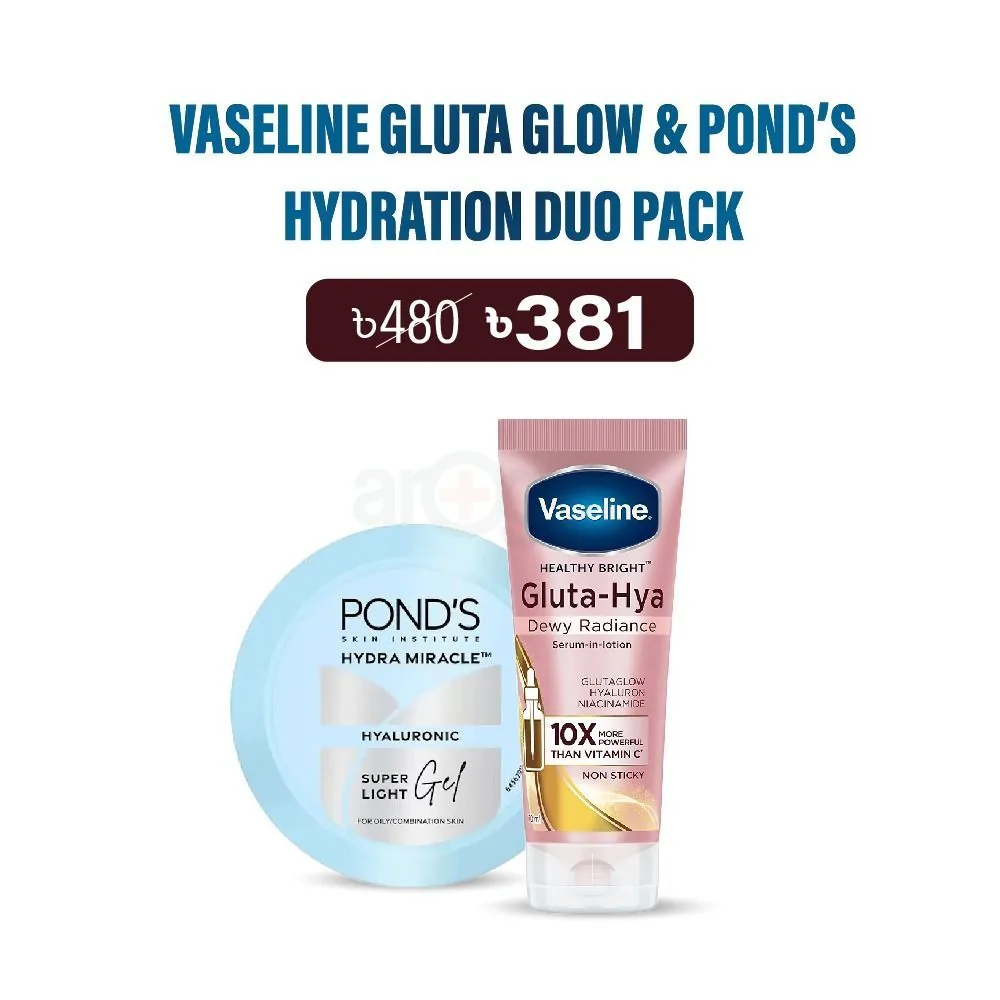 VASELINE GLUTA GLOW & POND'S
HYDRATION DUO PACK
৳480 ৳381
POND'S
SKIN INSTITUTE
HYDRA MIRACLE™
HYALURONIC
SUPER LIGHT Gel
FOR OILY/COMBINATION SKIN
Vaseline.
HEALTHY BRIGHT™
Gluta-Hya
Dewy Radiance
Serum-in-lotion
GLUTAGLOW
HYALURON
NIACINAMIDE
10X MORE POWERFUL
THAN VITAMIN C*
NON STICKY